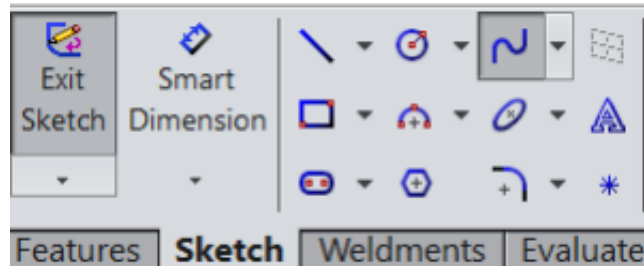 Exit
Sketch
Smart
Dimension
Features
Sketch
Weldments
Evaluate